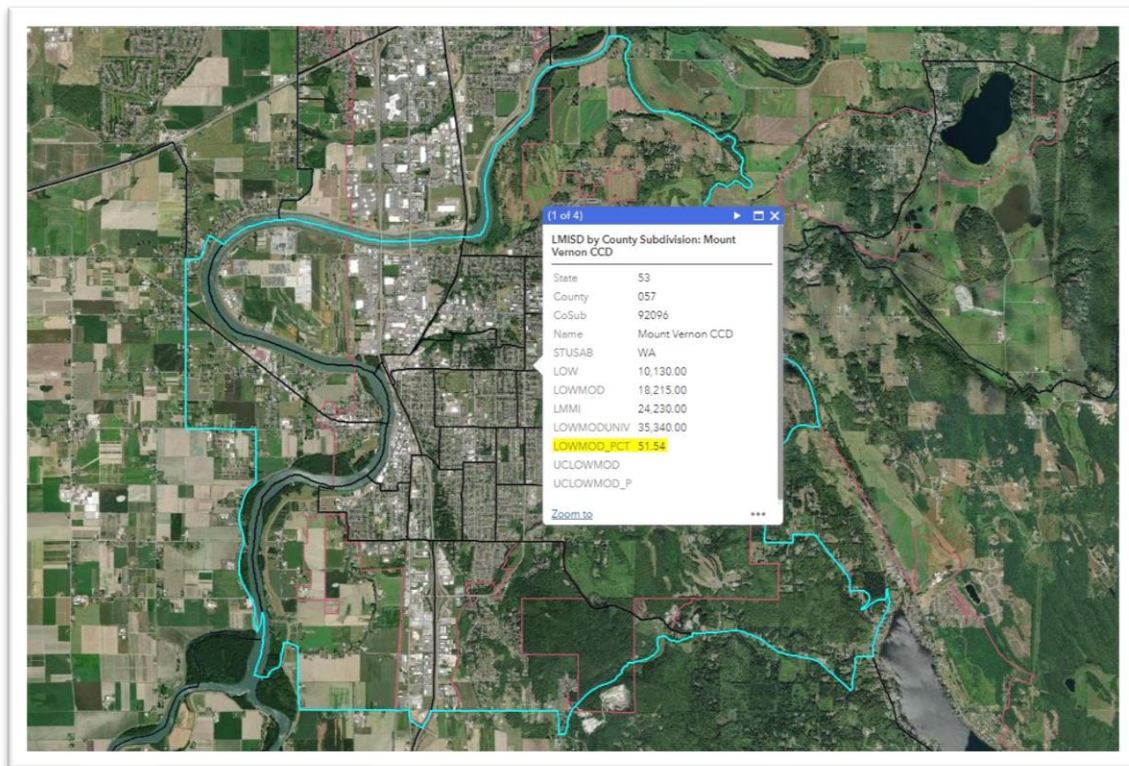 (1 of 4)
LMISD by County Subdivision: Mount
Vernon CCD
State 53
County 057
CoSub 92096
Name Mount Vernon CCD
STUSAB WA
LOW 10,130.00
LOWMOD 18,215.00
LMMI 24,230.00
LOWMODUNIV 35,340.00
LOWMOD_PCT 51.54
UCLOWMOD
UCLOWMOD_P
Zoom to